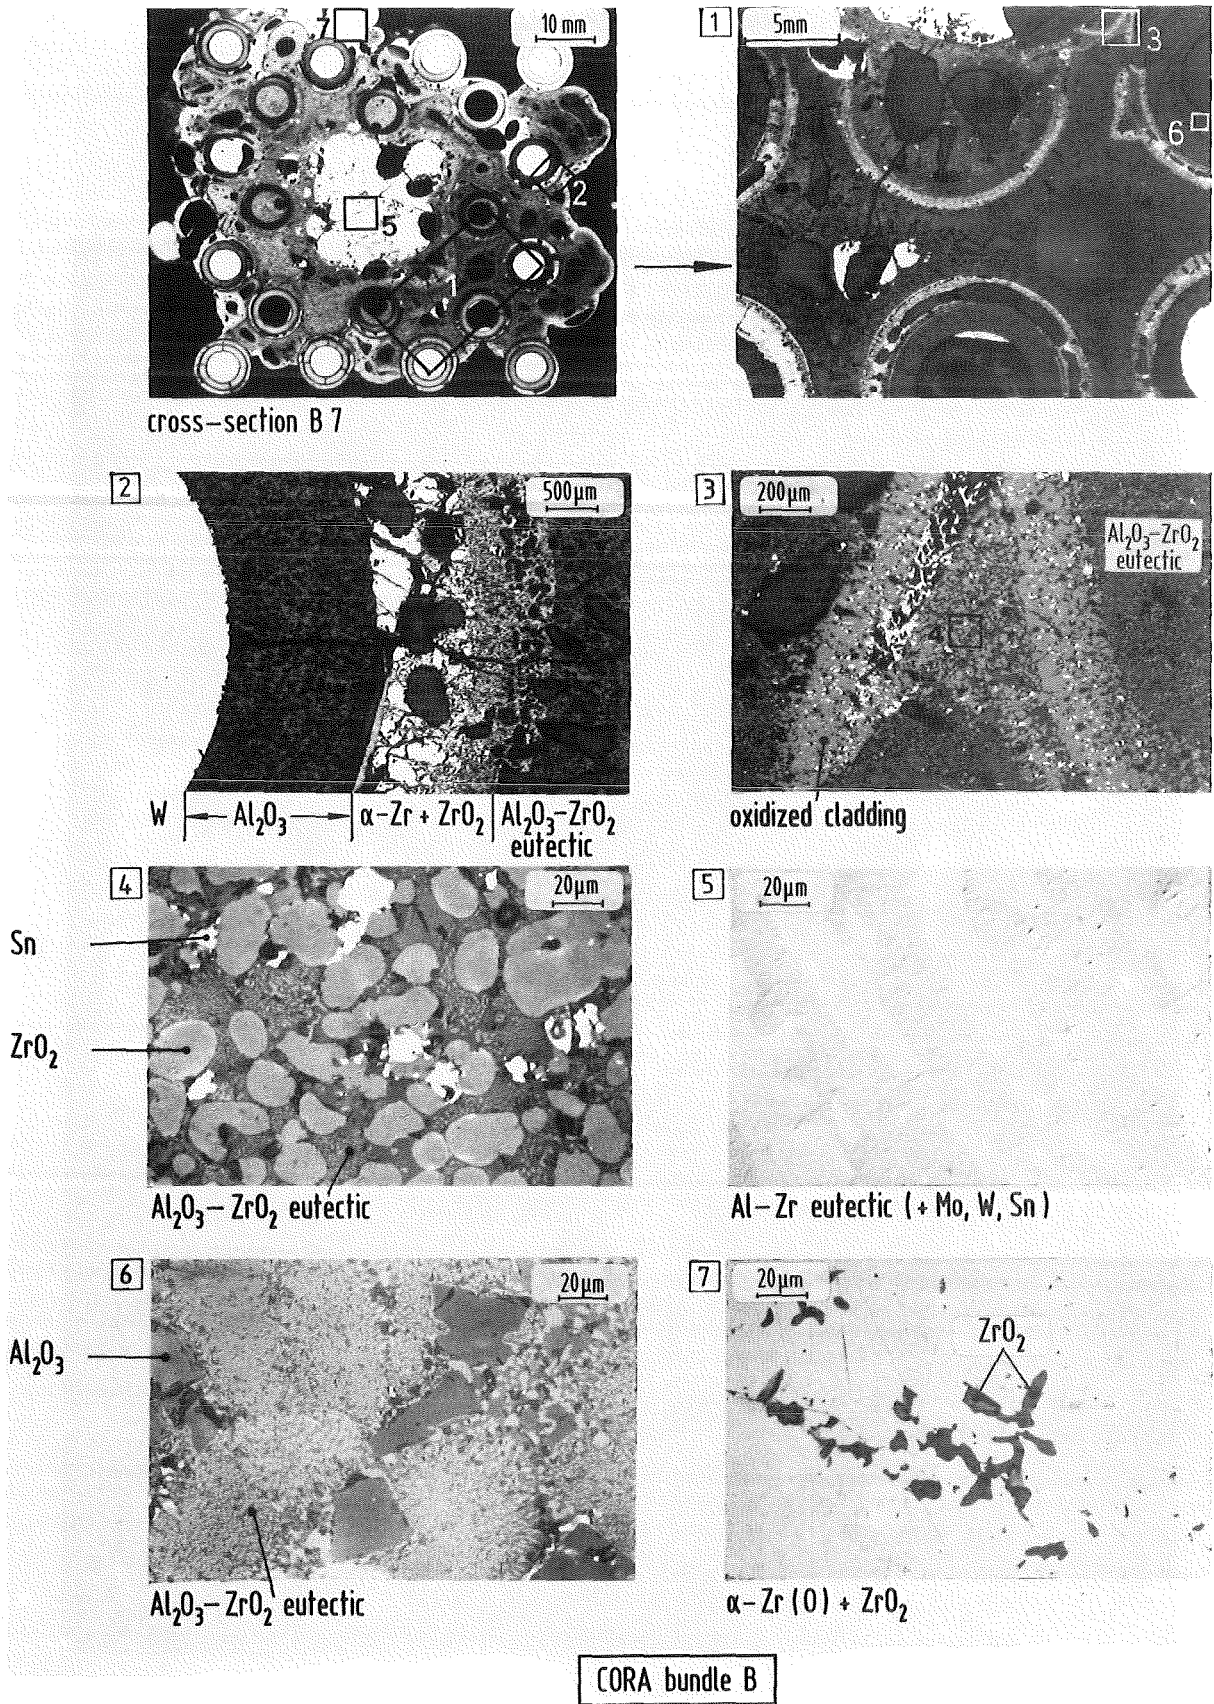 7
10 mm
2
5
1
cross-section B 7
1
5mm
3
6
2
500µm
W
Al₂O₃
α-Zr + ZrO₂
Al₂O₃-ZrO₂
eutectic
3
200µm
Al₂O₃-ZrO₂
eutectic
4
oxidized cladding
4
20µm
Sn
ZrO₂
Al₂O₃-ZrO₂ eutectic
5
20µm
Al-Zr eutectic (+ Mo, W, Sn)
6
20µm
Al₂O₃
Al₂O₃-ZrO₂ eutectic
7
20µm
ZrO₂
α-Zr (O) + ZrO₂
CORA bundle B